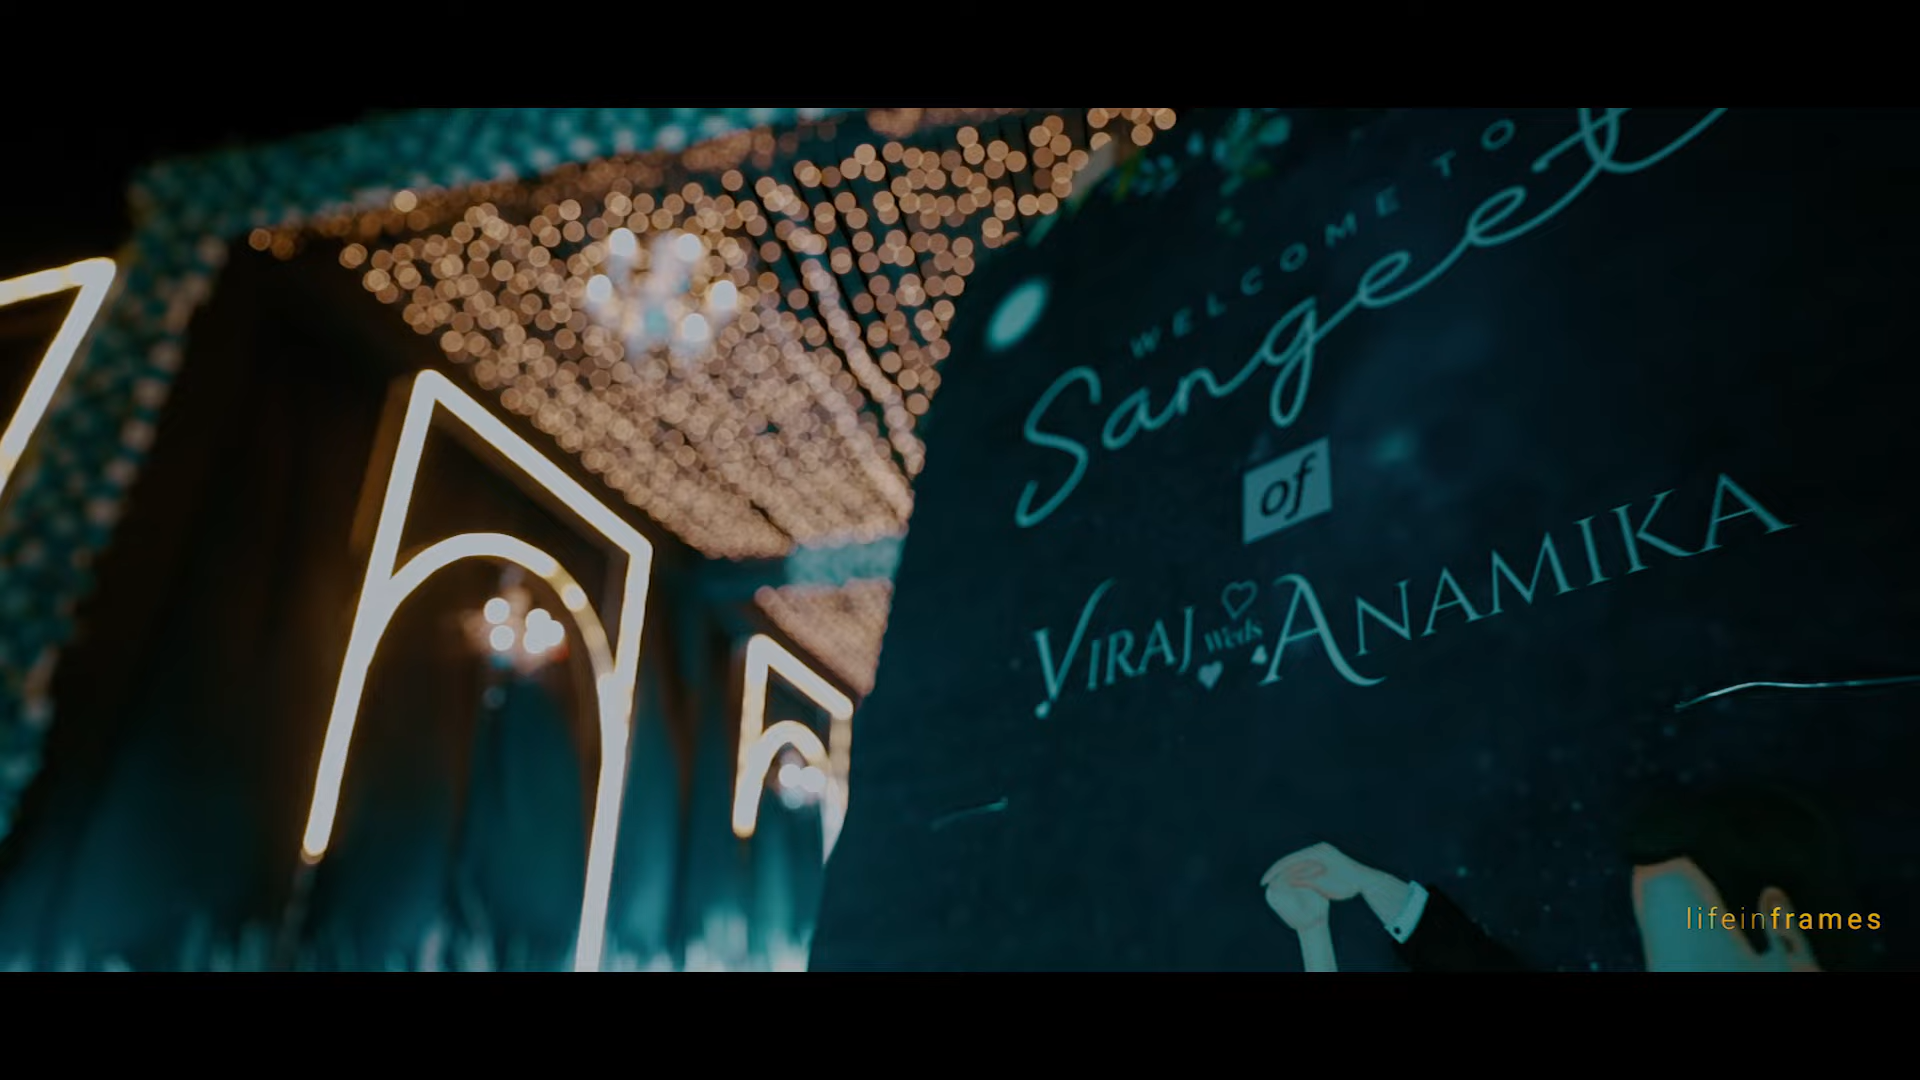 WELCOME TO
Sangeet
of
VIRAJ Weds ANAMIKA
lifeinframes